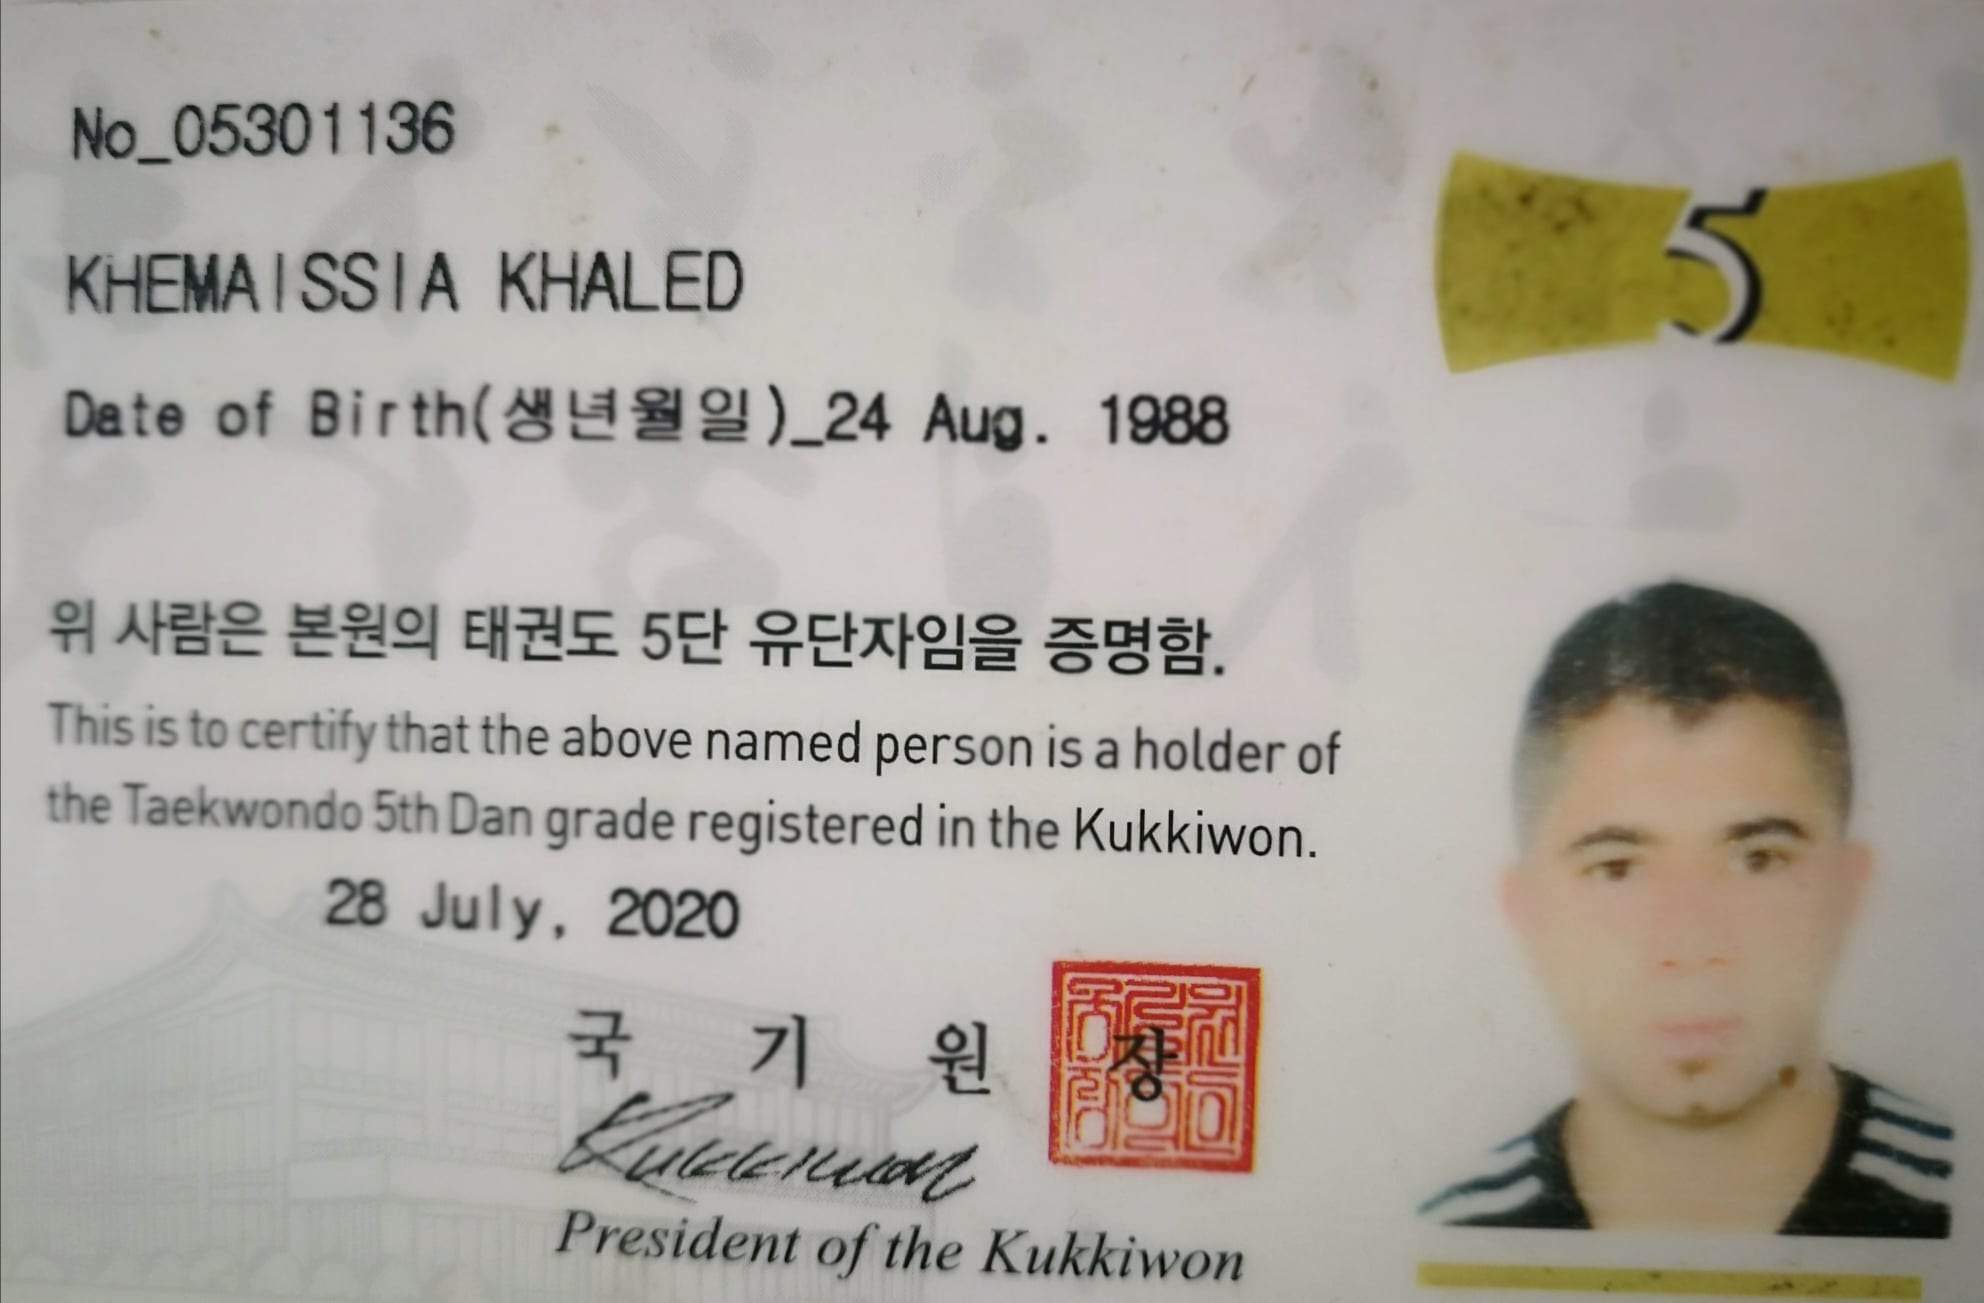 No_05301136
5
KHEMAISSIA KHALED
Date of Birth(생년월일)_24 Aug. 1988
위 사람은 본원의 태권도 5단 유단자임을 증명함.
This is to certify that the above named person is a holder of
the Taekwondo 5th Dan grade registered in the Kukkiwon.
28 July, 2020
국 기 원 장
Kukkiwon
President of the Kukkiwon